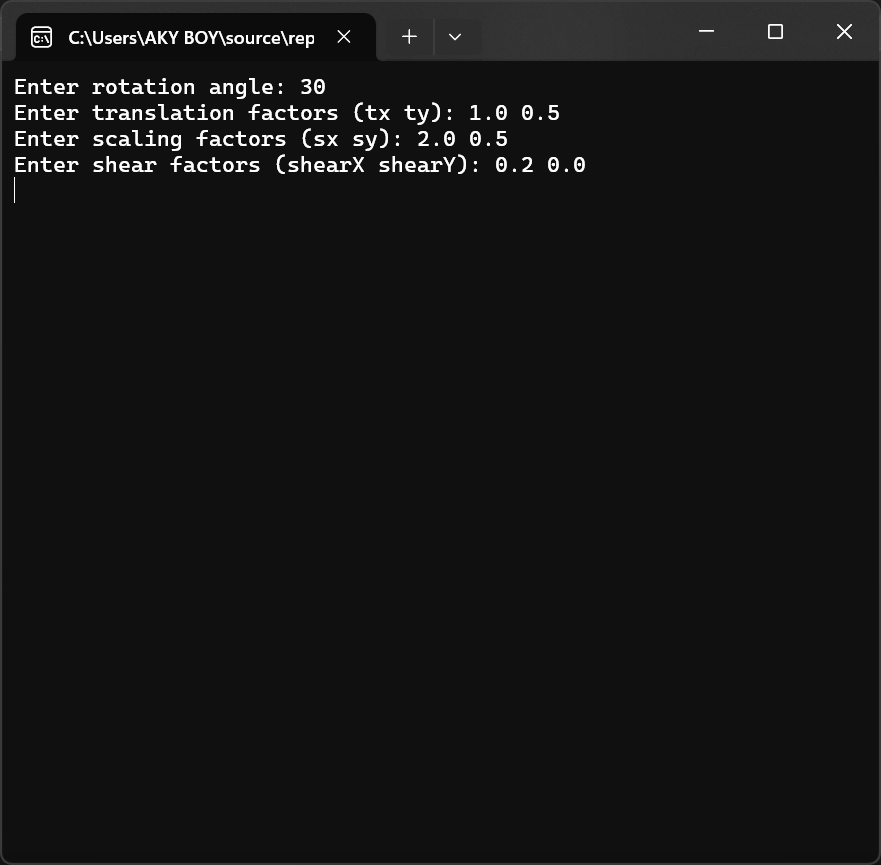 C:\Users\AKY BOY\source\rep
Enter rotation angle: 30
Enter translation factors (tx ty): 1.0 0.5
Enter scaling factors (sx sy): 2.0 0.5
Enter shear factors (shearX shearY): 0.2 0.0